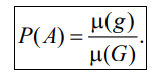 P(A) = μ(g) / μ(G).